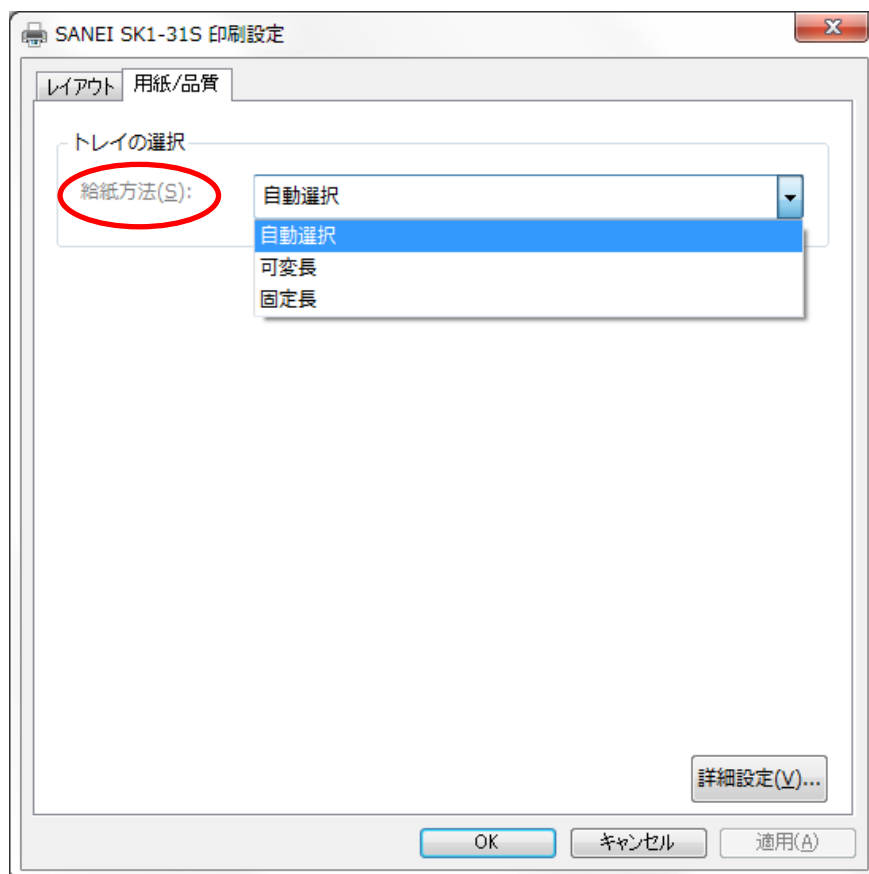 SANEI SK1-31S 印刷設定
レイアウト 用紙/品質
トレイの選択
給紙方法(S): 自動選択
自動選択
可変長
固定長
詳細設定(V)...
OK キャンセル 適用(A)